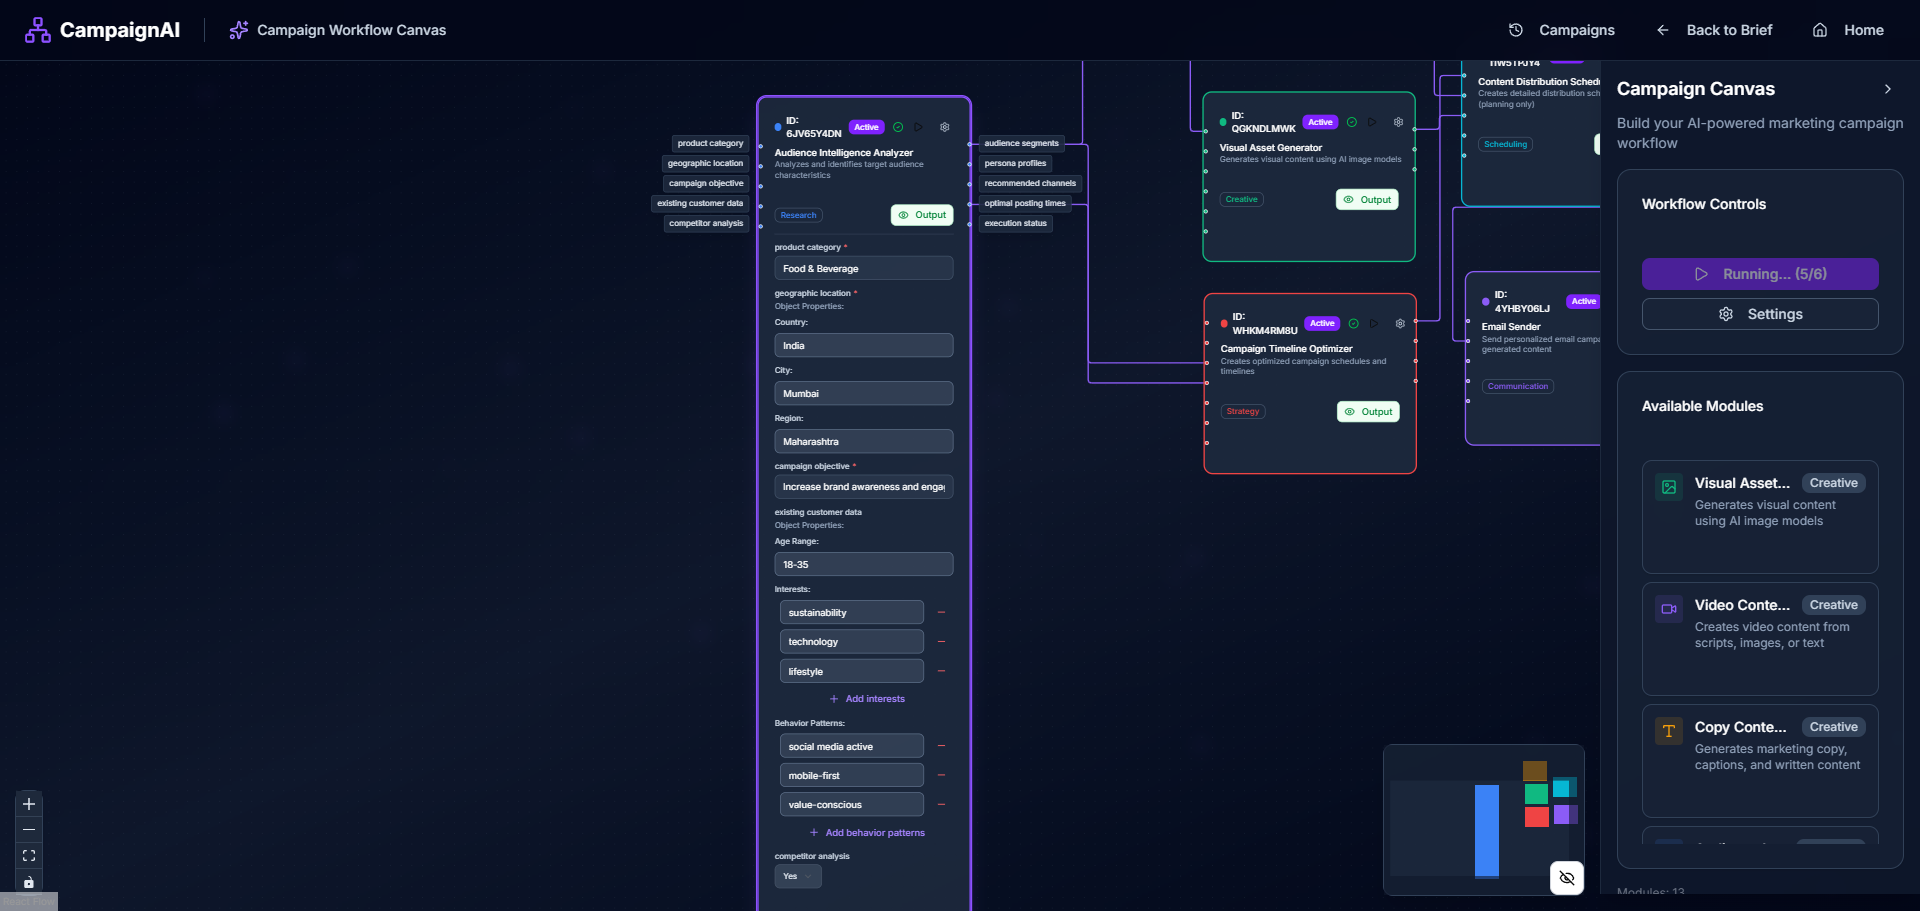 CampaignAI
Campaign Workflow Canvas
Campaigns
Back to Brief
Home
product category
geographic location
campaign objective
existing customer data
competitor analysis
ID:
6JV65Y4DN
Active
Audience Intelligence Analyzer
Analyzes and identifies target audience
characteristics
Research
Output
product category *
Food & Beverage
geographic location *
Object Properties:
Country:
India
City:
Mumbai
Region:
Maharashtra
campaign objective *
Increase brand awareness and engag
existing customer data
Object Properties:
Age Range:
18-35
Interests:
sustainability
technology
lifestyle
Add interests
Behavior Patterns:
social media active
mobile-first
value-conscious
Add behavior patterns
competitor analysis
Yes
audience segments
persona profiles
recommended channels
optimal posting times
execution status
ID:
QGKNDLMWK
Active
Visual Asset Generator
Generates visual content using AI image models
Creative
Output
ID:
WHKM4RM8U
Active
Campaign Timeline Optimizer
Creates optimized campaign schedules and
timelines
Strategy
Output
Content Distribution Schedu
Creates detailed distribution sch
(planning only)
Scheduling
ID:
4YHBY06LJ
Active
Email Sender
Send personalized email campa
generated content
Communication
Campaign Canvas
Build your AI-powered marketing campaign
workflow
Workflow Controls
Running... (5/6)
Settings
Available Modules
Visual Asset...
Creative
Generates visual content
using AI image models
Video Conte...
Creative
Creates video content from
scripts, images, or text
Copy Conte...
Creative
Generates marketing copy,
captions, and written content
Modules: 13
React Flow